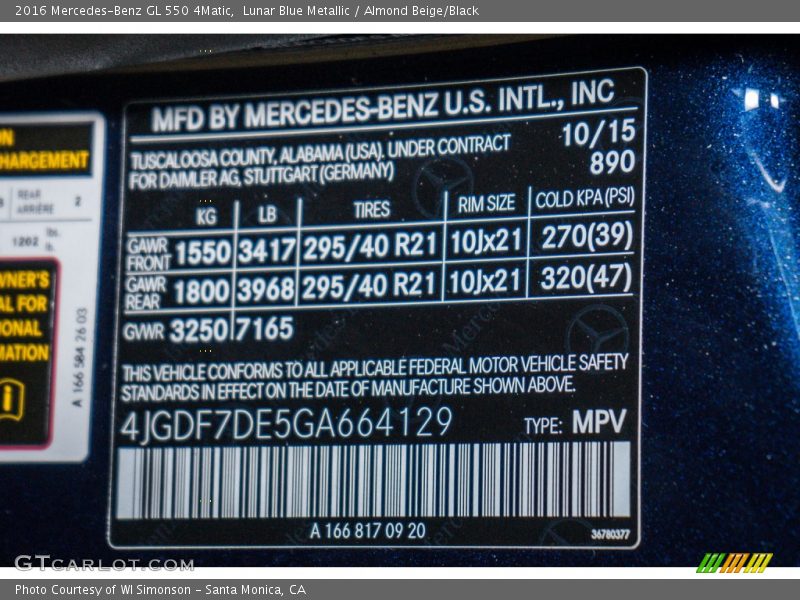 2016 Mercedes-Benz GL 550 4Matic,  Lunar Blue Metallic / Almond Beige/Black
MFD BY MERCEDES-BENZ U.S. INTL., INC
TUSCALOOSA COUNTY, ALABAMA (USA). UNDER CONTRACT 10/15
FOR DAIMLER AG, STUTTGART (GERMANY) 890
KG LB TIRES RIM SIZE COLD KPA (PSI)
GAWR FRONT 1550 3417 295/40 R21 10Jx21 270(39)
GAWR REAR 1800 3968 295/40 R21 10Jx21 320(47)
GVWR 3250 7165
THIS VEHICLE CONFORMS TO ALL APPLICABLE FEDERAL MOTOR VEHICLE SAFETY
STANDARDS IN EFFECT ON THE DATE OF MANUFACTURE SHOWN ABOVE.
4JGDF7DE5GA664129 TYPE: MPV
A 166 817 09 20 36780377
REAR
ARRIÈRE 2
1202
A 166 584 26 03
GTCARLOT.COM
Photo Courtesy of WI Simonson - Santa Monica, CA